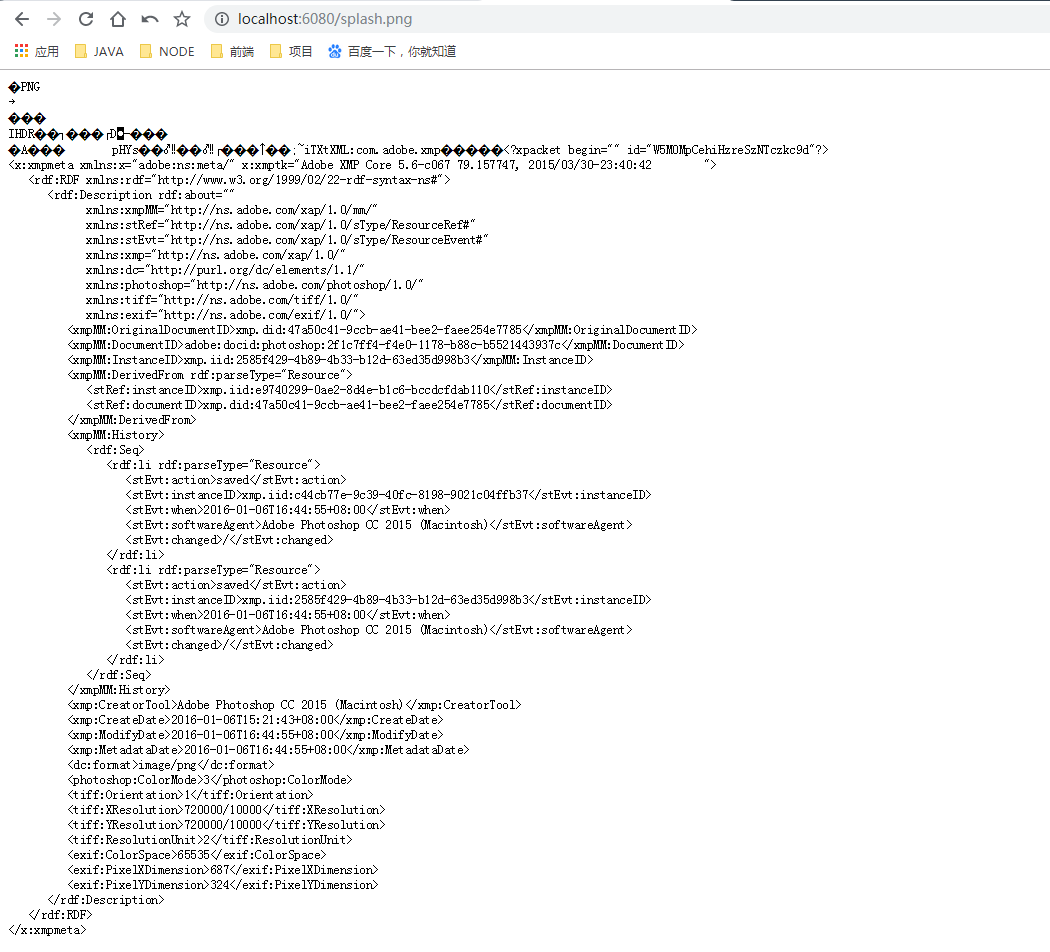 localhost:6080/splash.png
应用 JAVA NODE 前端 项目 百度一下，你就知道
�PNG
→
���
IHDR��┐���┌D◘─���
�A��� pHYs��♂‼��♂‼┌���↑��;~iTXtXML:com.adobe.xmp�����<?xpacket begin="" id="W5M0MpCehiHzreSzNTczkc9d"?>
<x:xmpmeta xmlns:x="adobe:ns:meta/" x:xmptk="Adobe XMP Core 5.6-c067 79.157747, 2015/03/30-23:40:42        ">
   <rdf:RDF xmlns:rdf="http://www.w3.org/1999/02/22-rdf-syntax-ns#">
      <rdf:Description rdf:about=""
            xmlns:xmpMM="http://ns.adobe.com/xap/1.0/mm/"
            xmlns:stRef="http://ns.adobe.com/xap/1.0/sType/ResourceRef#"
            xmlns:stEvt="http://ns.adobe.com/xap/1.0/sType/ResourceEvent#"
            xmlns:xmp="http://ns.adobe.com/xap/1.0/"
            xmlns:dc="http://purl.org/dc/elements/1.1/"
            xmlns:photoshop="http://ns.adobe.com/photoshop/1.0/"
            xmlns:tiff="http://ns.adobe.com/tiff/1.0/"
            xmlns:exif="http://ns.adobe.com/exif/1.0/">
         <xmpMM:OriginalDocumentID>xmp.did:47a50c41-9ccb-ae41-bee2-faee254e7785</xmpMM:OriginalDocumentID>
         <xmpMM:DocumentID>adobe:docid:photoshop:2f1c7ff4-f4e0-1178-b88c-b5521443937c</xmpMM:DocumentID>
         <xmpMM:InstanceID>xmp.iid:2585f429-4b89-4b33-b12d-63ed35d998b3</xmpMM:InstanceID>
         <xmpMM:DerivedFrom rdf:parseType="Resource">
            <stRef:instanceID>xmp.iid:e9740299-0ae2-8d4e-b1c6-bccdcfdab110</stRef:instanceID>
            <stRef:documentID>xmp.did:47a50c41-9ccb-ae41-bee2-faee254e7785</stRef:documentID>
         </xmpMM:DerivedFrom>
         <xmpMM:History>
            <rdf:Seq>
               <rdf:li rdf:parseType="Resource">
                  <stEvt:action>saved</stEvt:action>
                  <stEvt:instanceID>xmp.iid:c44cb77e-9c39-40fc-8198-9021c04ffb37</stEvt:instanceID>
                  <stEvt:when>2016-01-06T16:44:55+08:00</stEvt:when>
                  <stEvt:softwareAgent>Adobe Photoshop CC 2015 (Macintosh)</stEvt:softwareAgent>
                  <stEvt:changed>/</stEvt:changed>
               </rdf:li>
               <rdf:li rdf:parseType="Resource">
                  <stEvt:action>saved</stEvt:action>
                  <stEvt:instanceID>xmp.iid:2585f429-4b89-4b33-b12d-63ed35d998b3</stEvt:instanceID>
                  <stEvt:when>2016-01-06T16:44:55+08:00</stEvt:when>
                  <stEvt:softwareAgent>Adobe Photoshop CC 2015 (Macintosh)</stEvt:softwareAgent>
                  <stEvt:changed>/</stEvt:changed>
               </rdf:li>
            </rdf:Seq>
         </xmpMM:History>
         <xmp:CreatorTool>Adobe Photoshop CC 2015 (Macintosh)</xmp:CreatorTool>
         <xmp:CreateDate>2016-01-06T15:21:43+08:00</xmp:CreateDate>
         <xmp:ModifyDate>2016-01-06T16:44:55+08:00</xmp:ModifyDate>
         <xmp:MetadataDate>2016-01-06T16:44:55+08:00</xmp:MetadataDate>
         <dc:format>image/png</dc:format>
         <photoshop:ColorMode>3</photoshop:ColorMode>
         <tiff:Orientation>1</tiff:Orientation>
         <tiff:XResolution>720000/10000</tiff:XResolution>
         <tiff:YResolution>720000/10000</tiff:YResolution>
         <tiff:ResolutionUnit>2</tiff:ResolutionUnit>
         <exif:ColorSpace>65535</exif:ColorSpace>
         <exif:PixelXDimension>687</exif:PixelXDimension>
         <exif:PixelYDimension>324</exif:PixelYDimension>
      </rdf:Description>
   </rdf:RDF>
</x:xmpmeta>